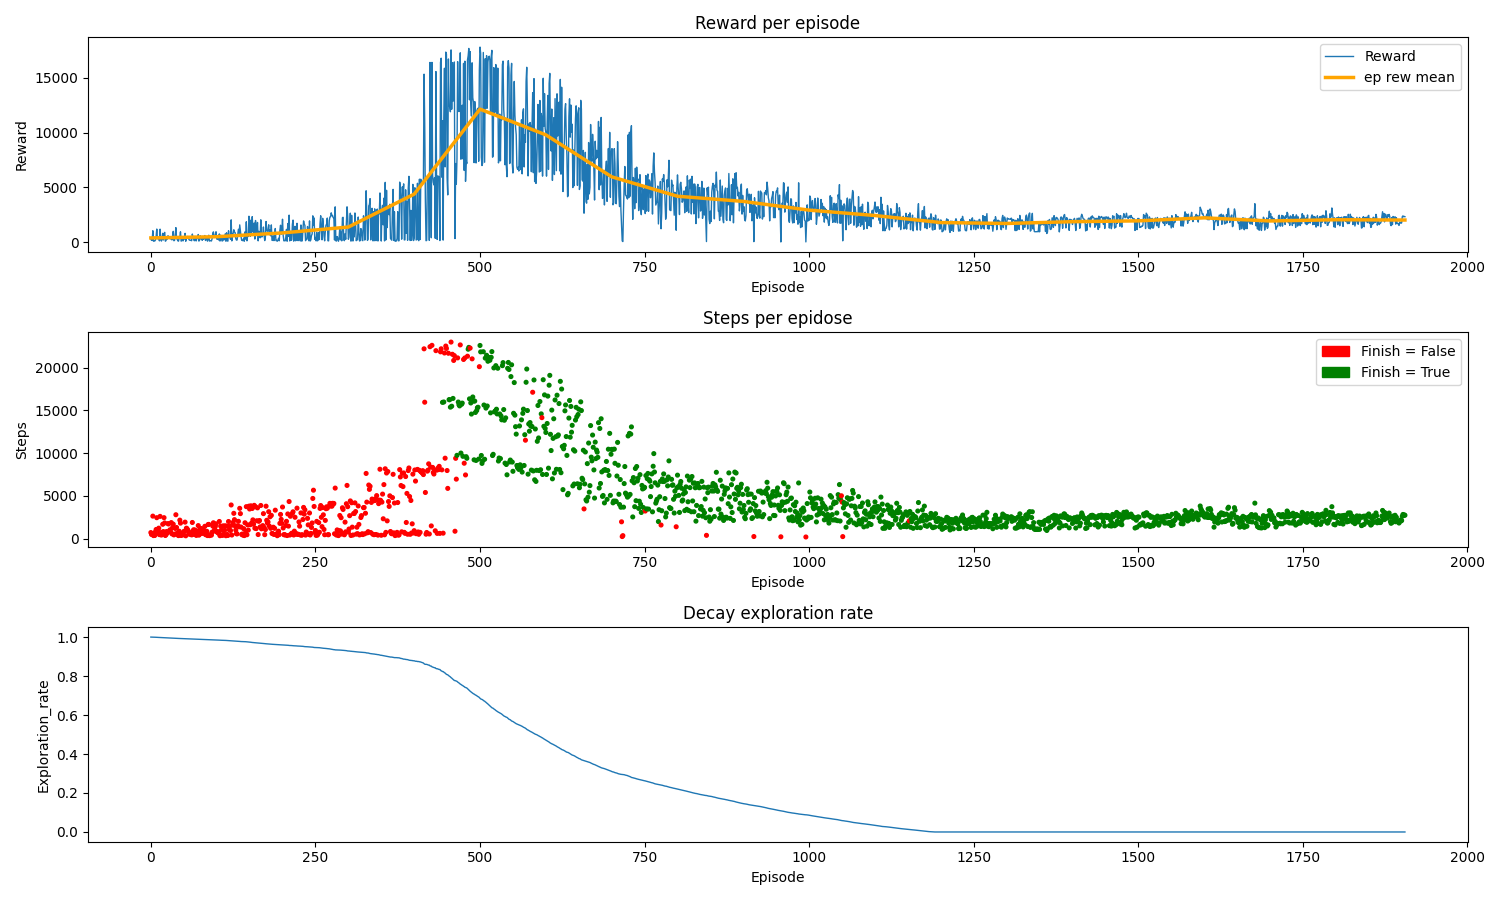 Reward per episode
Reward
ep rew mean
15000
10000
5000
0
Reward
0 250 500 750 1000 1250 1500 1750 2000
Episode
Steps per epidose
Finish = False
Finish = True
20000
15000
10000
5000
0
Steps
0 250 500 750 1000 1250 1500 1750 2000
Episode
Decay exploration rate
1.0
0.8
0.6
0.4
0.2
0.0
Exploration_rate
0 250 500 750 1000 1250 1500 1750 2000
Episode